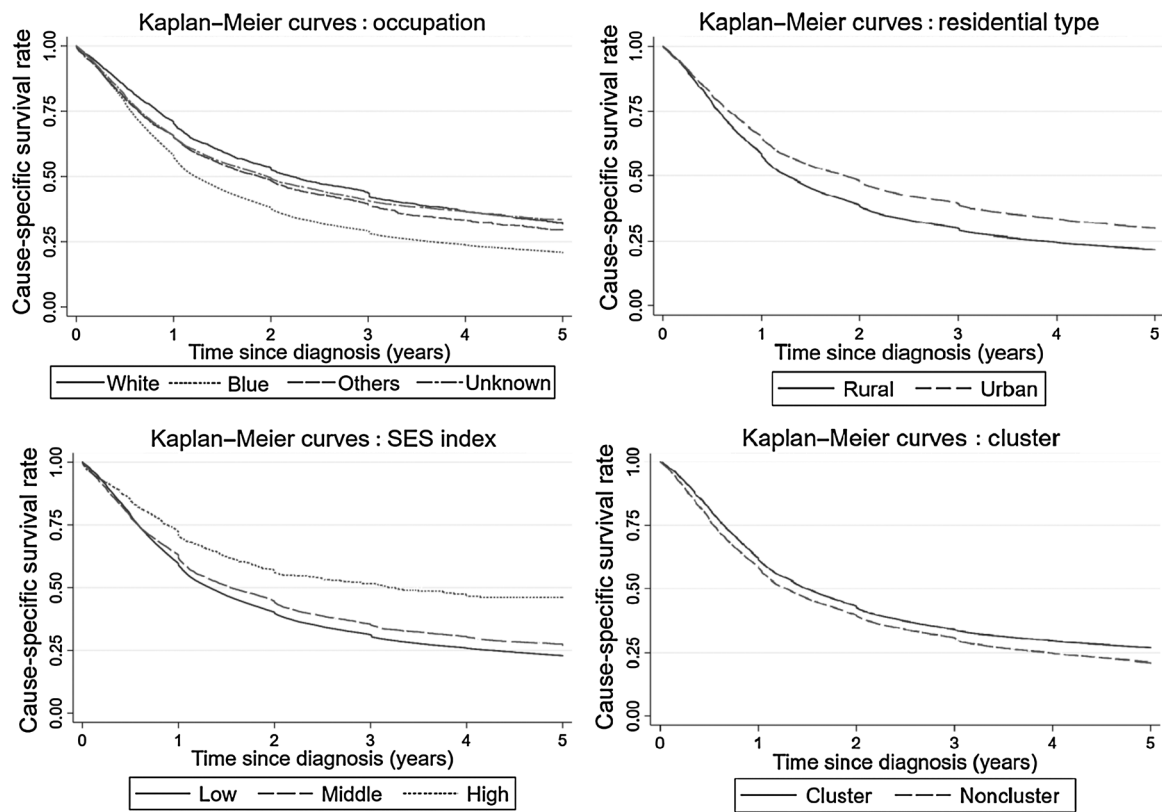 Kaplan–Meier curves : occupation
Cause-specific survival rate
1.00
0.75
0.50
0.25
0.00
0 1 2 3 4 5
Time since diagnosis (years)
White Blue Others Unknown
Kaplan–Meier curves : residential type
Cause-specific survival rate
1.00
0.75
0.50
0.25
0.00
0 1 2 3 4 5
Time since diagnosis (years)
Rural Urban
Kaplan–Meier curves : SES index
Cause-specific survival rate
1.00
0.75
0.50
0.25
0.00
0 1 2 3 4 5
Time since diagnosis (years)
Low Middle High
Kaplan–Meier curves : cluster
Cause-specific survival rate
1.00
0.75
0.50
0.25
0.00
0 1 2 3 4 5
Time since diagnosis (years)
Cluster Noncluster